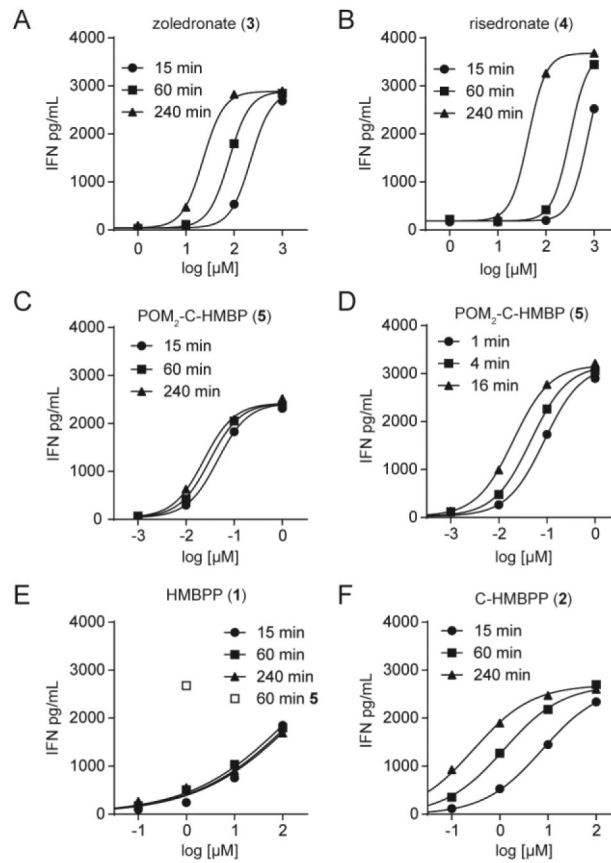 A
zoledronate (3)
15 min
60 min
240 min
4000
3000
2000
1000
0
IFN pg/mL
0 1 2 3
log [µM]
B
risedronate (4)
15 min
60 min
240 min
4000
3000
2000
1000
0
IFN pg/mL
0 1 2 3
log [µM]
C
POM₂-C-HMBP (5)
15 min
60 min
240 min
4000
3000
2000
1000
0
IFN pg/mL
-3 -2 -1 0
log [µM]
D
POM₂-C-HMBP (5)
1 min
4 min
16 min
4000
3000
2000
1000
0
IFN pg/mL
-3 -2 -1 0
log [µM]
E
HMBPP (1)
15 min
60 min
240 min
60 min 5
4000
3000
2000
1000
0
IFN pg/mL
-1 0 1 2
log [µM]
F
C-HMBPP (2)
15 min
60 min
240 min
4000
3000
2000
1000
0
IFN pg/mL
-1 0 1 2
log [µM]